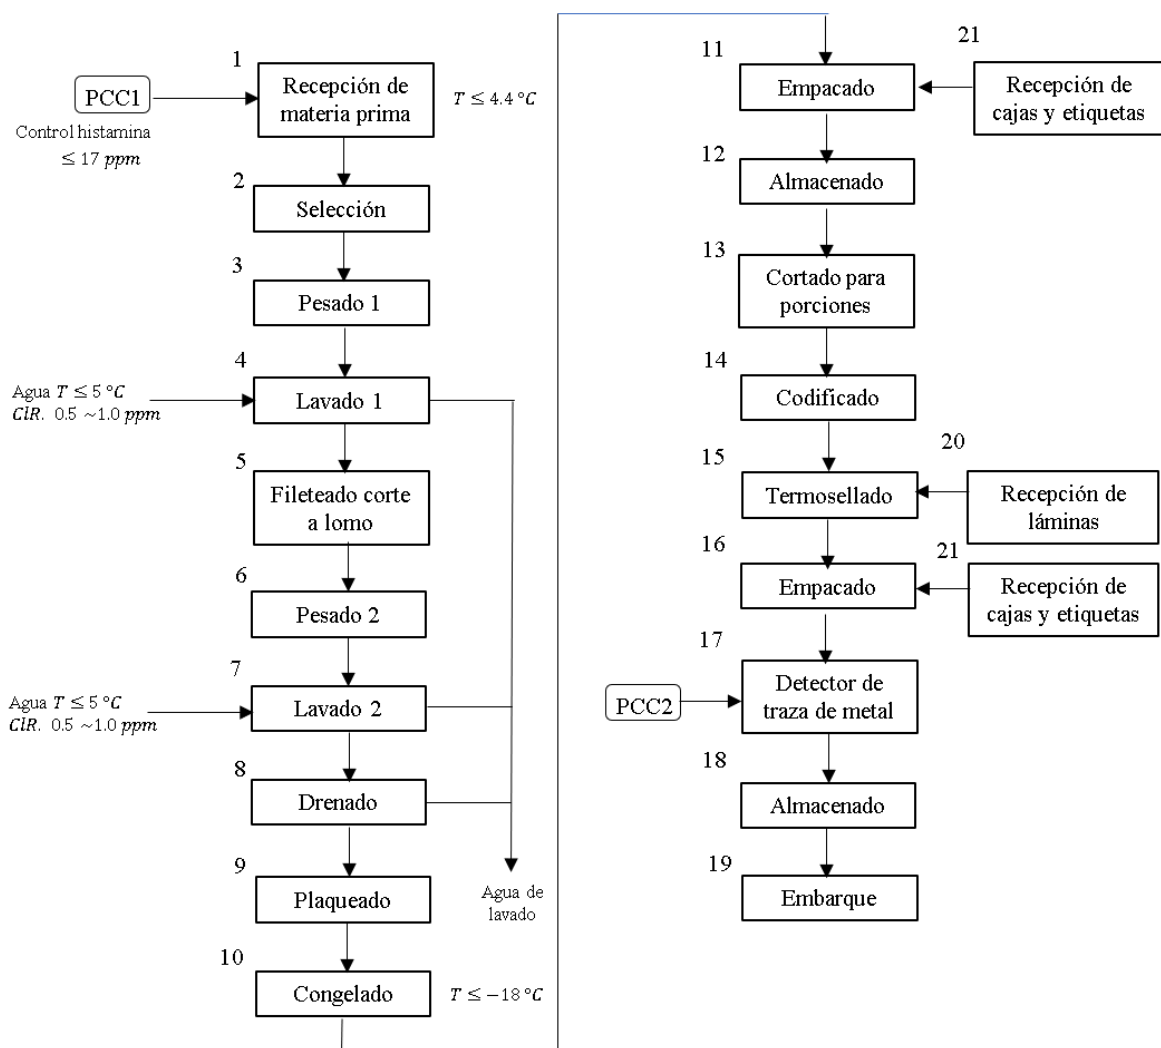 1
PCC1
Recepción de
materia prima
T ≤ 4.4 °C
Control histamina
≤ 17 ppm
2
Selección
3
Pesado 1
4
Agua T ≤ 5 °C
ClR. 0.5 ~1.0 ppm
Lavado 1
5
Fileteado corte
a lomo
6
Pesado 2
7
Agua T ≤ 5 °C
ClR. 0.5 ~1.0 ppm
Lavado 2
8
Drenado
9
Plaqueado
Agua de
lavado
10
Congelado
T ≤ −18 °C
11
Empacado
21
Recepción de
cajas y etiquetas
12
Almacenado
13
Cortado para
porciones
14
Codificado
15
Termosellado
20
Recepción de
láminas
16
Empacado
21
Recepción de
cajas y etiquetas
17
PCC2
Detector de
traza de metal
18
Almacenado
19
Embarque